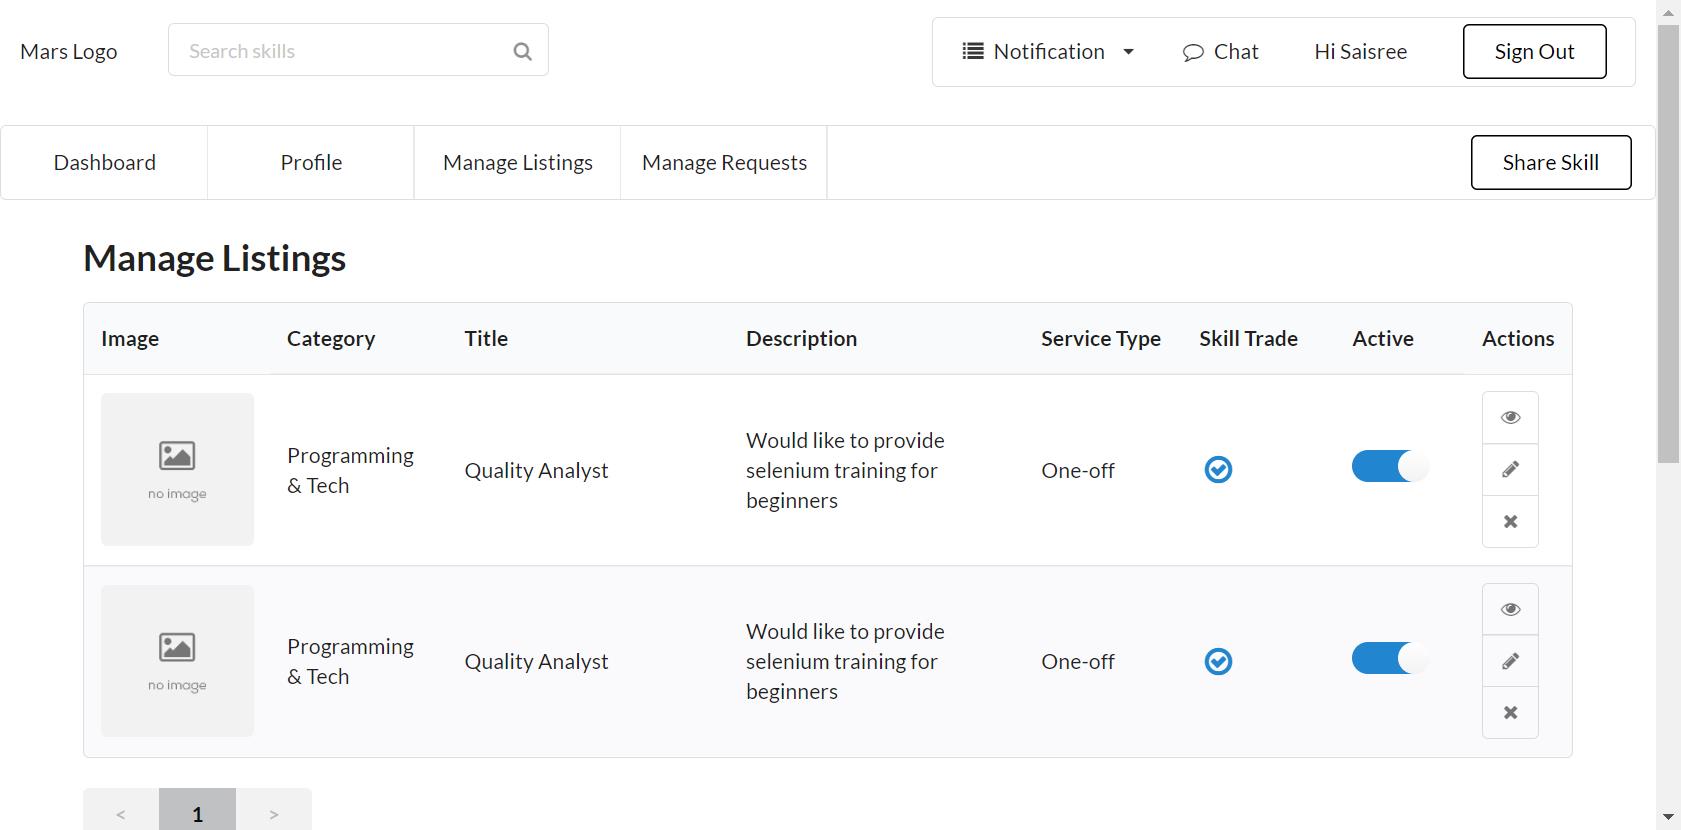 Mars Logo
Search skills
Notification
Chat
Hi Saisree
Sign Out
Dashboard
Profile
Manage Listings
Manage Requests
Share Skill
Manage Listings
Image
Category
Title
Description
Service Type
Skill Trade
Active
Actions
no image
Programming
& Tech
Quality Analyst
Would like to provide
selenium training for
beginners
One-off
no image
Programming
& Tech
Quality Analyst
Would like to provide
selenium training for
beginners
One-off
< 1 >